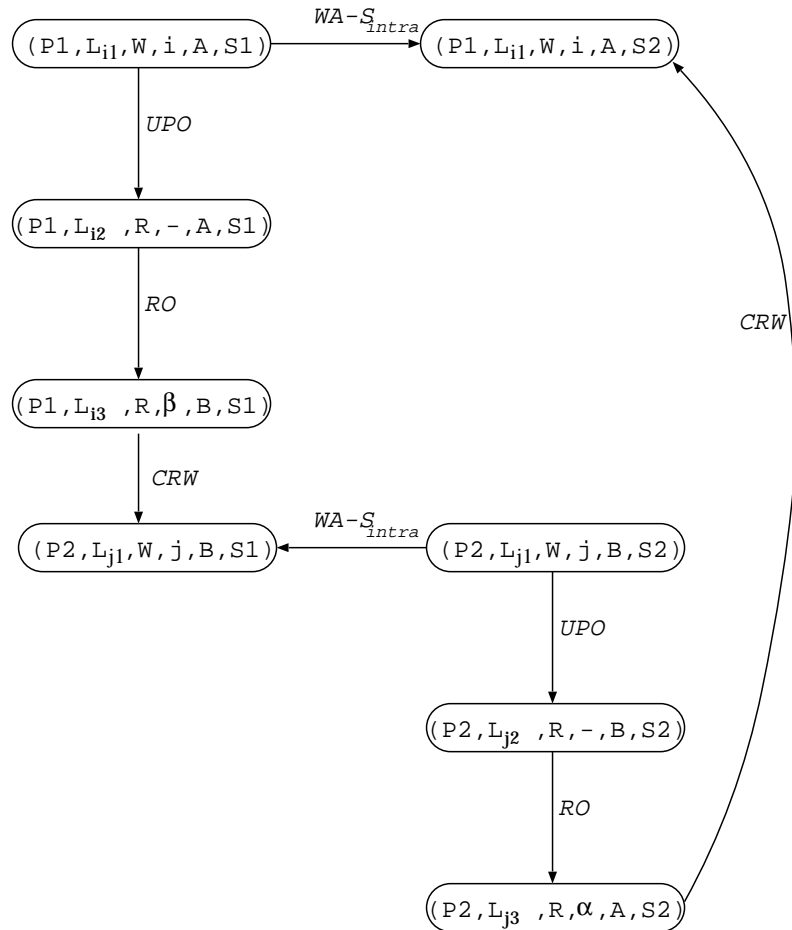 WA-S_intra
(P1,L_i1,W,i,A,S1) (P1,L_i1,W,i,A,S2)
UPO
(P1,L_i2 ,R,-,A,S1)
RO
CRW
(P1,L_i3 ,R,β,B,S1)
CRW
WA-S_intra
(P2,L_j1,W,j,B,S1) (P2,L_j1,W,j,B,S2)
UPO
(P2,L_j2 ,R,-,B,S2)
RO
(P2,L_j3 ,R,α,A,S2)